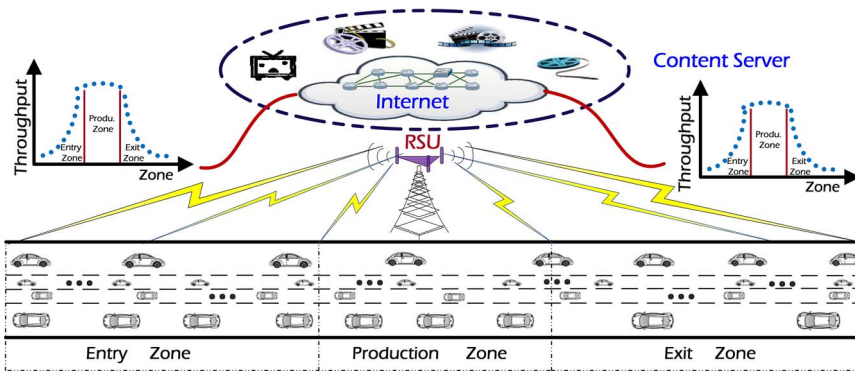 Content Server
Internet
RSU
Throughput
Produ.
Zone
Entry
Zone
Exit
Zone
Zone
Throughput
Produ.
Zone
Entry
Zone
Exit
Zone
Zone
Entry Zone
Production Zone
Exit Zone